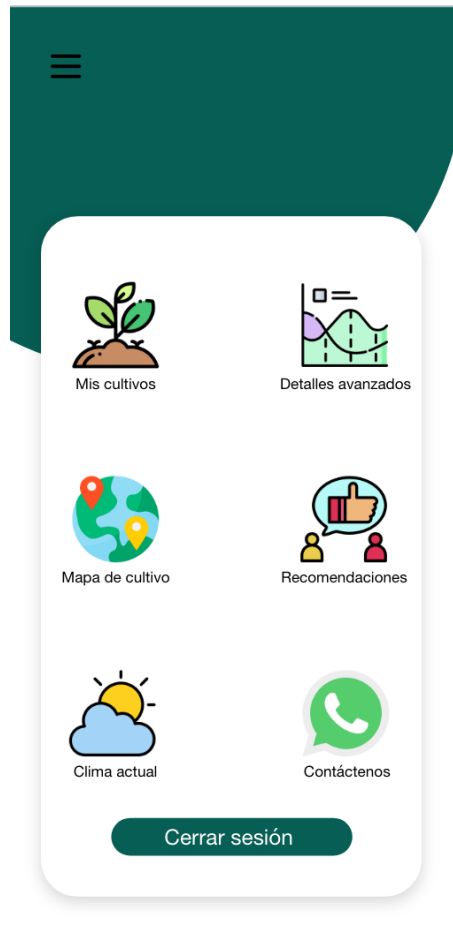 Mis cultivos
Detalles avanzados
Mapa de cultivo
Recomendaciones
Clima actual
Contáctenos
Cerrar sesión